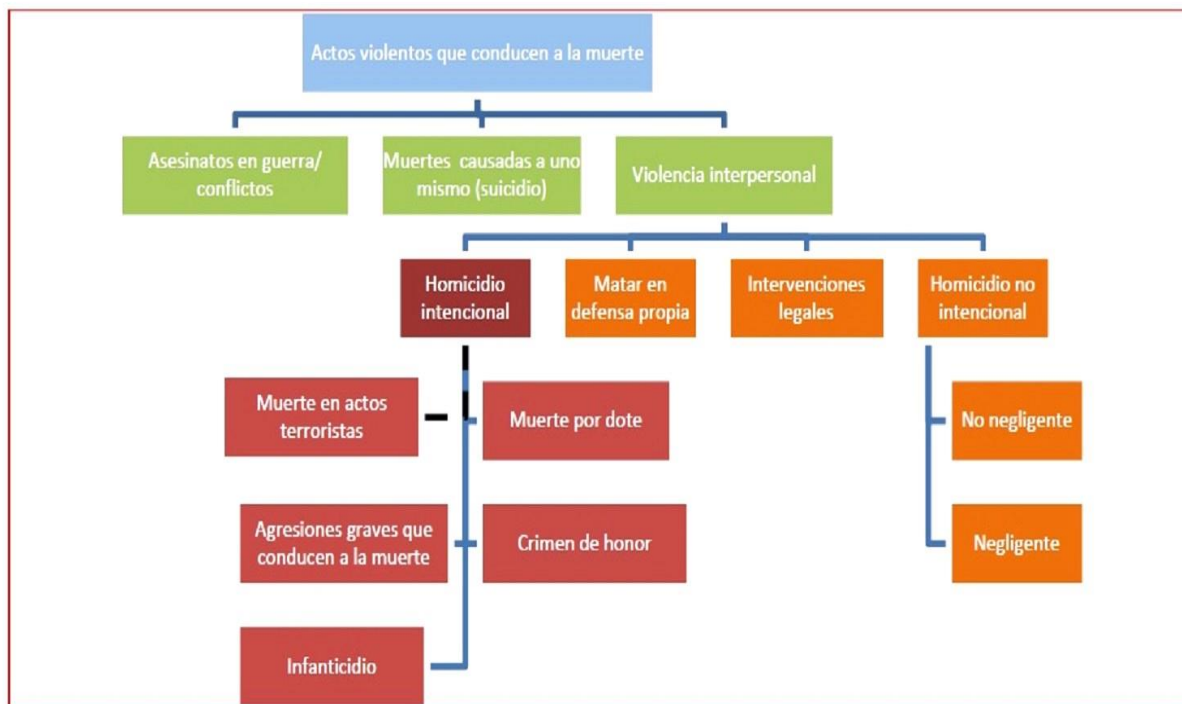 Actos violentos que conducen a la muerte
Asesinatos en guerra/
conflictos
Muertes causadas a uno
mismo (suicidio)
Violencia interpersonal
Homicidio
intencional
Matar en
defensa propia
Intervenciones
legales
Homicidio no
intencional
Muerte en actos
terroristas
Muerte por dote
No negligente
Agresiones graves que
conducen a la muerte
Crimen de honor
Negligente
Infanticidio